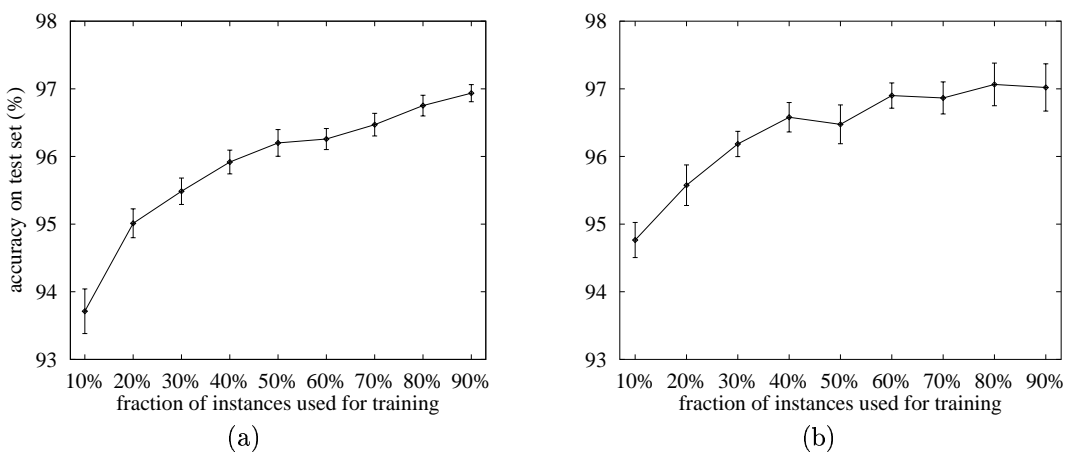 98
97
96
95
94
93
accuracy on test set (%)
10% 20% 30% 40% 50% 60% 70% 80% 90%
fraction of instances used for training
(a)
98
97
96
95
94
93
10% 20% 30% 40% 50% 60% 70% 80% 90%
fraction of instances used for training
(b)